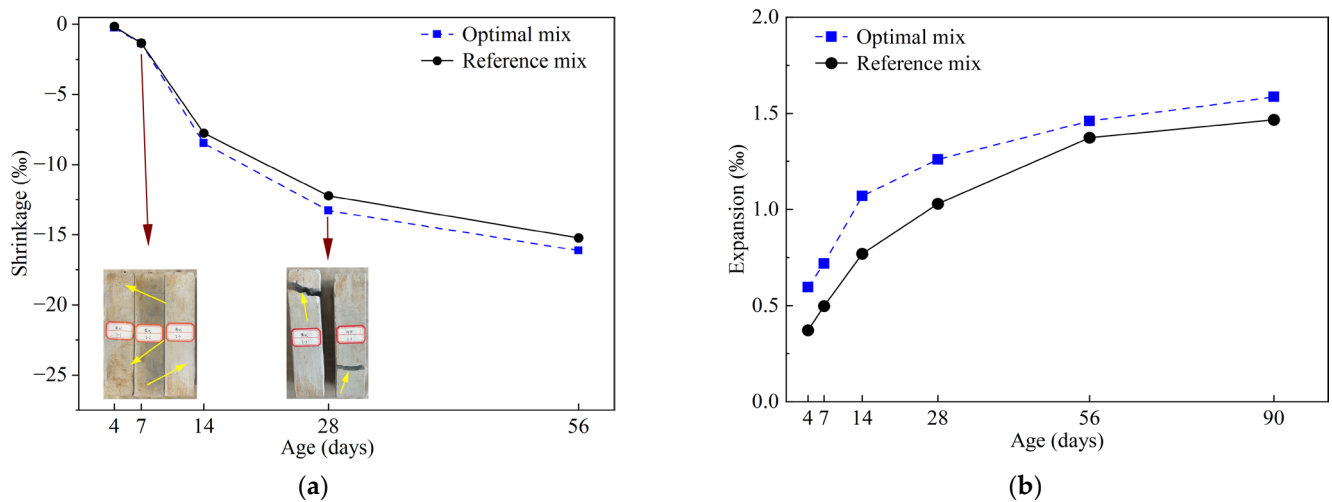 −0
−5
−10
−15
−20
−25
Shrinkage (‰)
Optimal mix
Reference mix
4 7 14 28 56
Age (days)
(a)
2.0
1.5
1.0
0.5
0.0
Expansion (‰)
Optimal mix
Reference mix
4 7 14 28 56 90
Age (days)
(b)